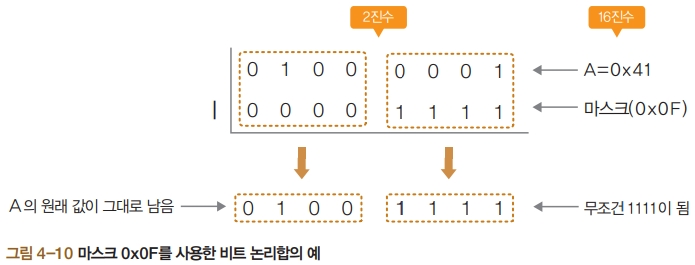 2진수 16진수
0 1 0 0 0 0 0 1 A=0x41
| 0 0 0 0 1 1 1 1 마스크(0x0F)
A의 원래 값이 그대로 남음 0 1 0 0 1 1 1 1 무조건 1111이 됨
그림 4-10 마스크 0x0F를 사용한 비트 논리합의 예